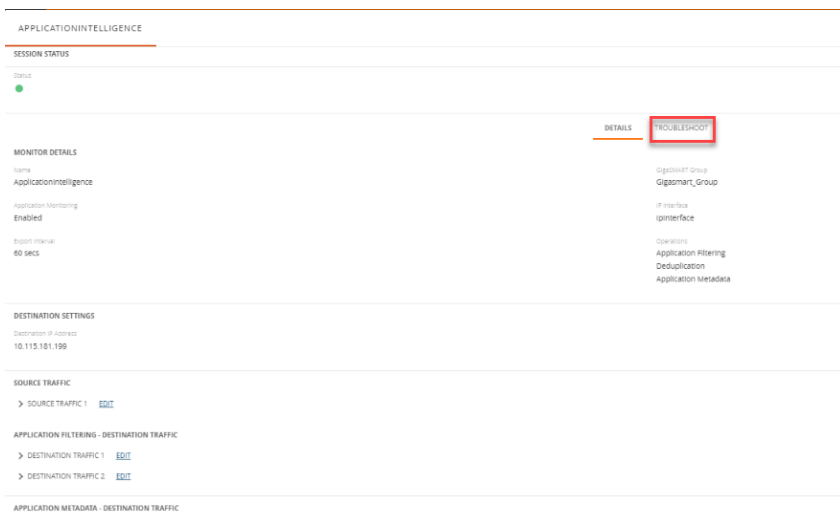 APPLICATIONINTELLIGENCE
SESSION STATUS
Status
DETAILS TROUBLESHOOT
MONITOR DETAILS
Name
ApplicationIntelligence
GigaSMART Group
Gigasmart_Group
Application Monitoring
Enabled
IP Interface
IpInterface
Export Interval
60 secs
Operations
Application Filtering
Deduplication
Application Metadata
DESTINATION SETTINGS
Destination IP Address
10.115.181.199
SOURCE TRAFFIC
SOURCE TRAFFIC 1 EDIT
APPLICATION FILTERING - DESTINATION TRAFFIC
DESTINATION TRAFFIC 1 EDIT
DESTINATION TRAFFIC 2 EDIT
APPLICATION METADATA - DESTINATION TRAFFIC